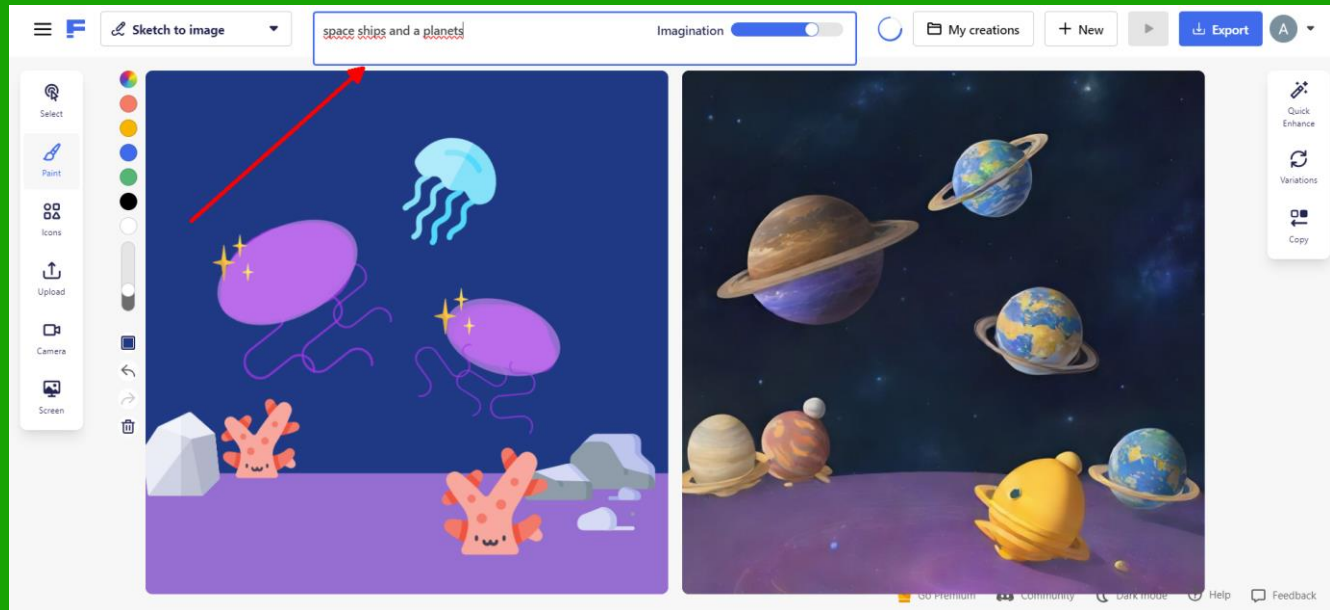 Sketch to image
space ships and a planets
Imagination
My creations
+ New
Export
A
Select
Paint
Icons
Upload
Camera
Screen
Quick
Enhance
Variations
Copy
Go Premium
Community
Dark mode
Help
Feedback